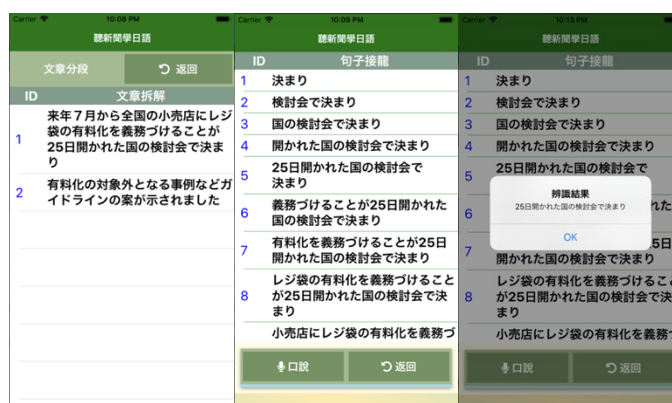 Carrier 10:08 PM
聽新聞學日語
文章分段 返回
ID 文章拆解
1 来年7月から全国の小売店にレジ
袋の有料化を義務づけることが
25日開かれた国の検討会で決ま
り
2 有料化の対象外となる事例などガ
イドラインの案が示されました
Carrier 10:09 PM
聽新聞學日語
ID 句子接龍
1 決まり
2 検討会で決まり
3 国の検討会で決まり
4 開かれた国の検討会で決まり
5 25日開かれた国の検討会で
決まり
6 義務づけることが25日開かれた
国の検討会で決まり
7 有料化を義務づけることが25日
開かれた国の検討会で決まり
8 レジ袋の有料化を義務づけること
が25日開かれた国の検討会で決
まり
小売店にレジ袋の有料化を義務づ
口說 返回
Carrier 10:13 PM
聽新聞學日語
ID 句子接龍
1 決まり
2 検討会で決まり
3 国の検討会で決まり
4 開かれた国の検討会で決まり
5 25日開かれた国の検討会で
辨識結果
25日開かれた国の検討会で決まり
OK
6 れた
7 5日
開かれた国の検討会で決まり
8 レジ袋の有料化を義務づけること
が25日開かれた国の検討会で決
まり
小売店にレジ袋の有料化を義務づ
口說 返回